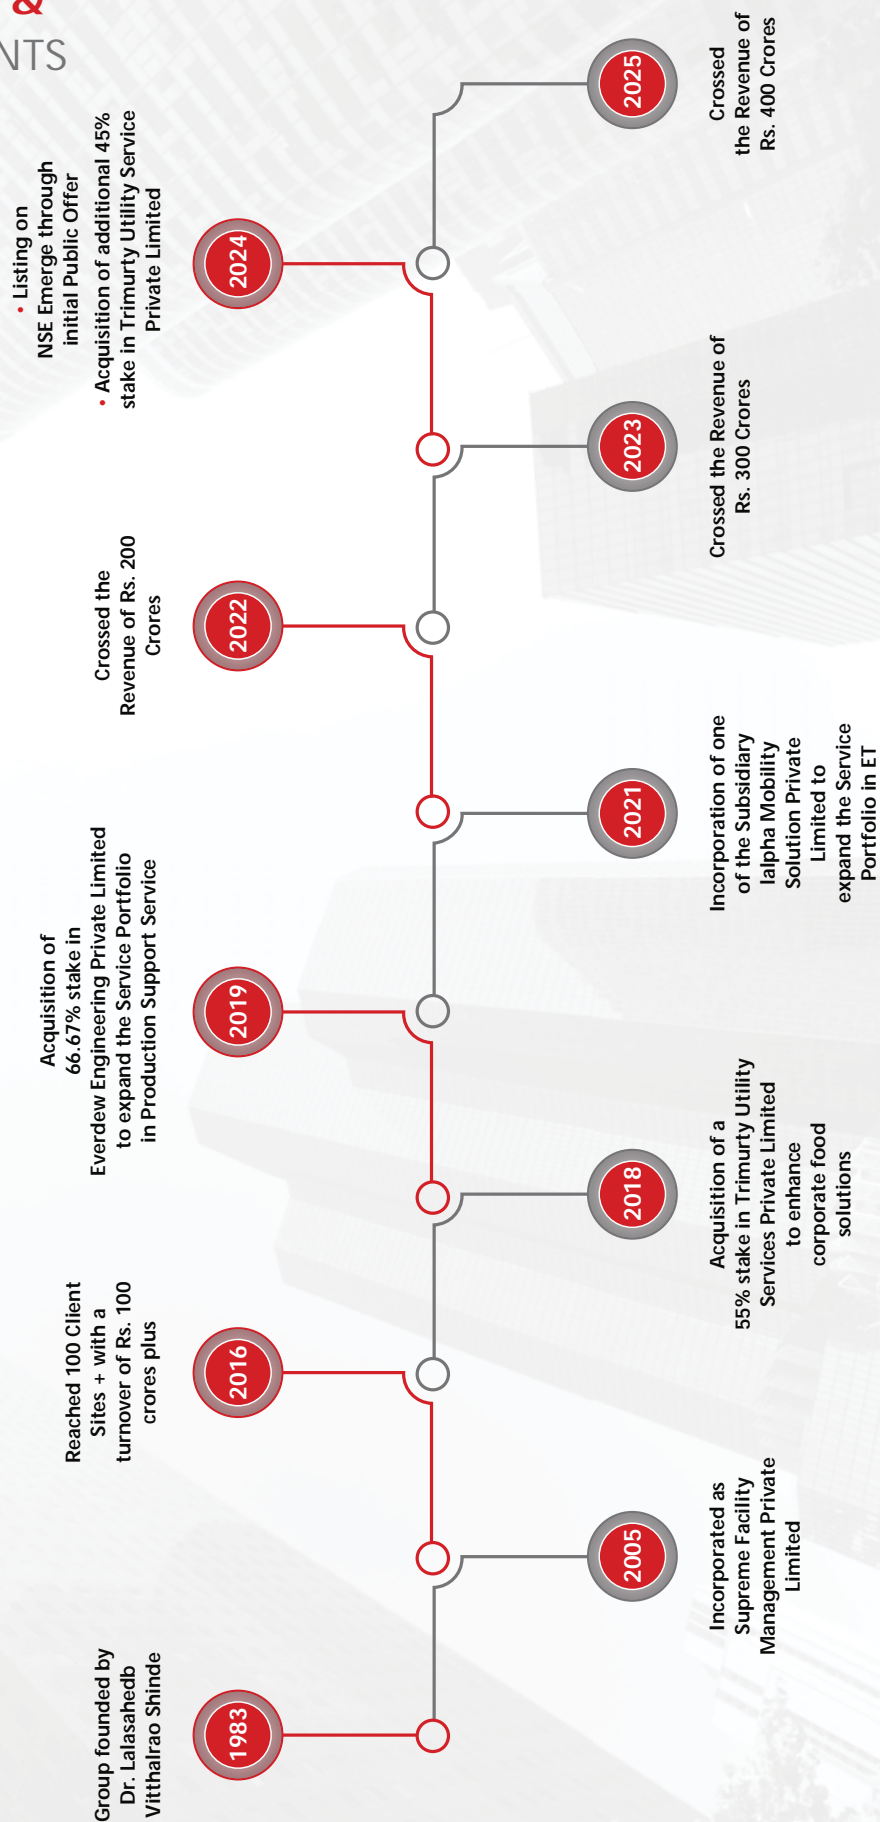 &
NTS
1983
Group founded by
Dr. Lalasahedb
Vitthalrao Shinde
2005
Incorporated as
Supreme Facility
Management Private
Limited
2016
Reached 100 Client
Sites + with a
turnover of Rs. 100
crores plus
2018
Acquisition of a
55% stake in Trimurty Utility
Services Private Limited
to enhance
corporate food
solutions
2019
Acquisition of
66.67% stake in
Everdew Engineering Private Limited
to expand the Service Portfolio
in Production Support Service
2021
Incorporation of one
of the Subsidiary
Ialpha Mobility
Solution Private
Limited to
expand the Service
Portfolio in ET
2022
Crossed the
Revenue of Rs. 200
Crores
2023
Crossed the Revenue of
Rs. 300 Crores
2024
• Listing on
NSE Emerge through
initial Public Offer
• Acquisition of additional 45%
stake in Trimurty Utility Service
Private Limited
2025
Crossed
the Revenue of
Rs. 400 Crores